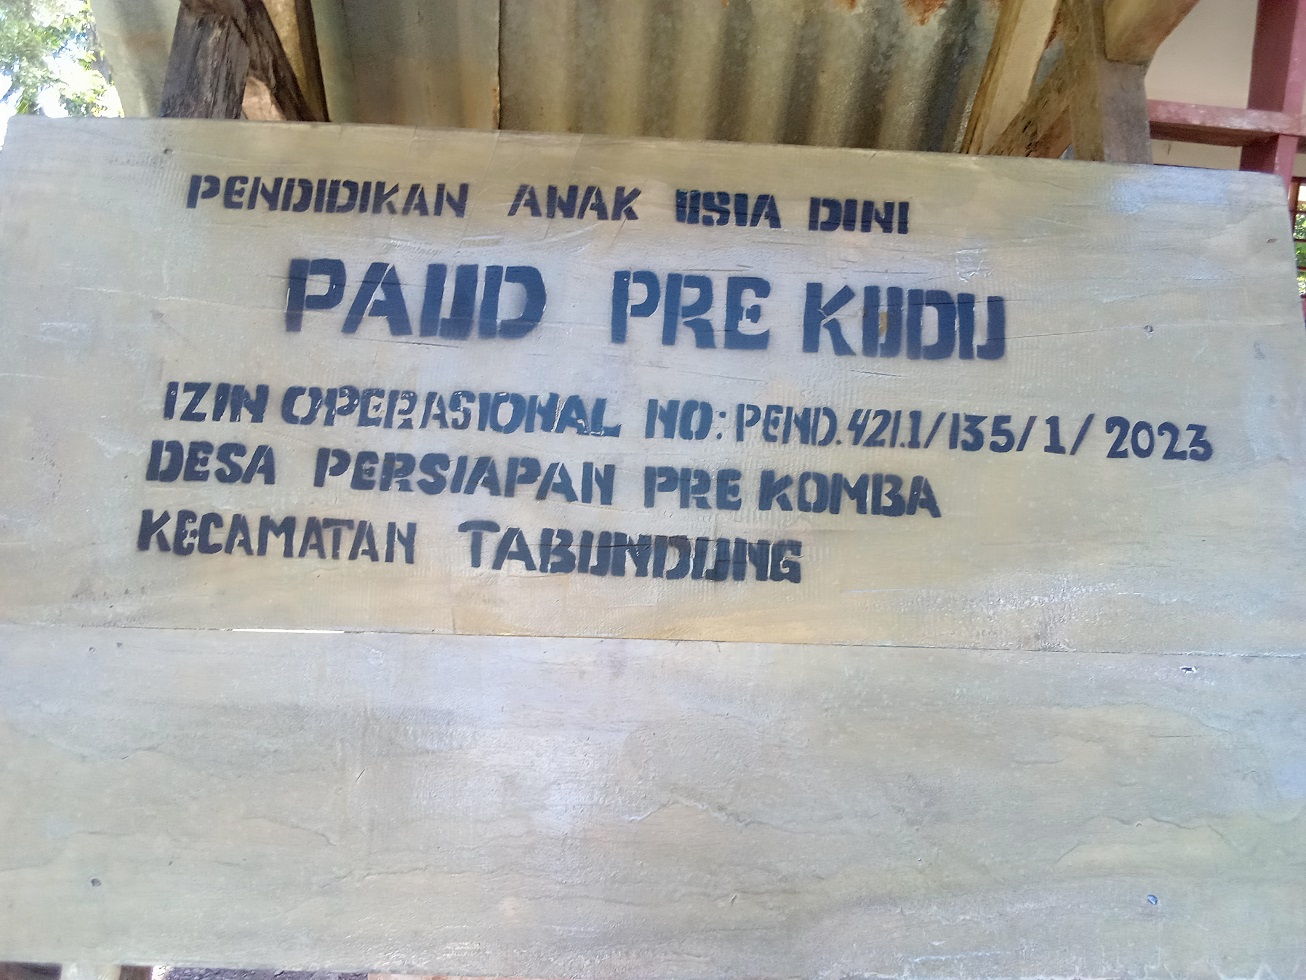 PENDIDIKAN ANAK USIA DINI
PAUD PRE KUDU
IZIN OPERASIONAL NO: PEND.421.1/135/1/2023
DESA PERSIAPAN PRE KOMBA
KECAMATAN TABUNDUNG